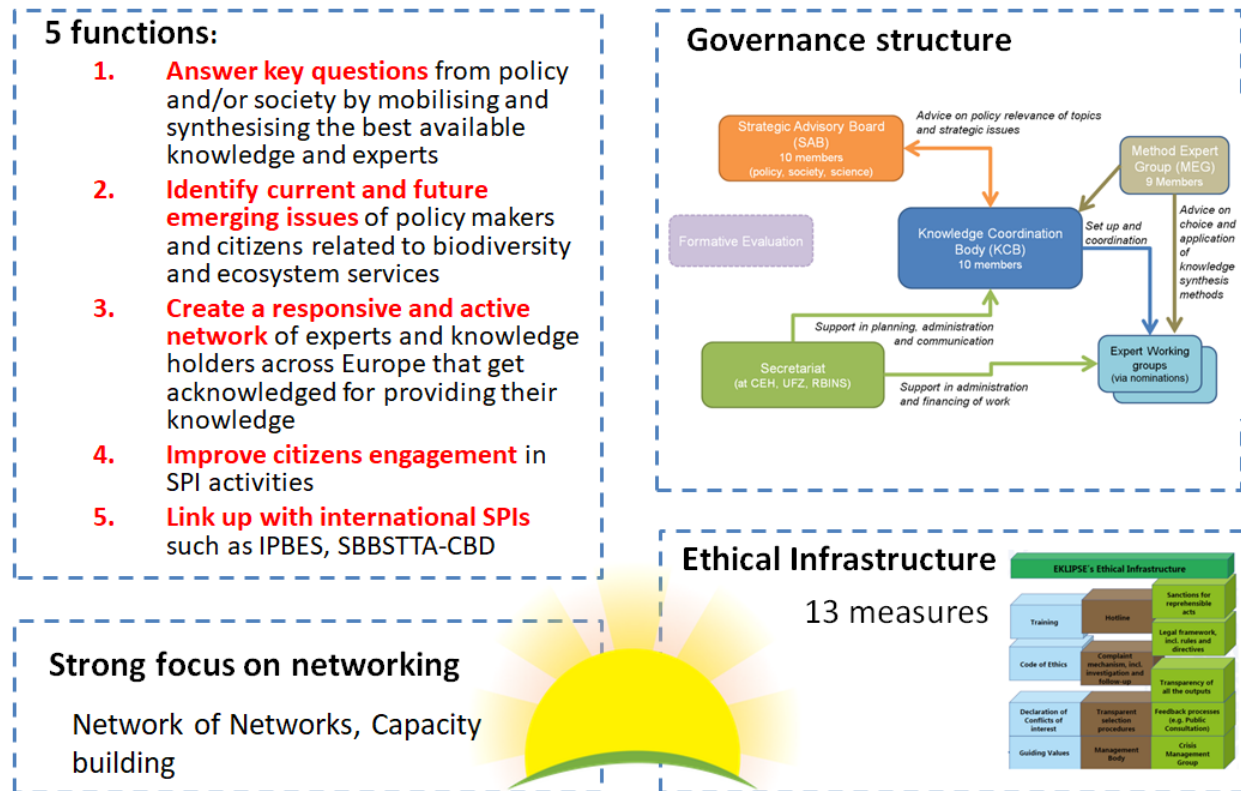 5 functions:
1. Answer key questions from policy
and/or society by mobilising and
synthesising the best available
knowledge and experts
2. Identify current and future
emerging issues of policy makers
and citizens related to biodiversity
and ecosystem services
3. Create a responsive and active
network of experts and knowledge
holders across Europe that get
acknowledged for providing their
knowledge
4. Improve citizens engagement in
SPI activities
5. Link up with international SPIs
such as IPBES, SBBSTTA-CBD
Strong focus on networking
Network of Networks, Capacity
building
Governance structure
Strategic Advisory Board
(SAB)
10 members
(policy, society, science)
Advice on policy relevance of topics
and strategic issues
Method Expert
Group (MEG)
9 Members
Formative Evaluation
Knowledge Coordination
Body (KCB)
10 members
Set up and
coordination
Advice on
choice and
application
of
knowledge
synthesis
methods
Support in planning, administration
and communication
Secretariat
(at CEH, UFZ, RBINS)
Support in administration
and financing of work
Expert Working
groups
(via nominations)
Ethical Infrastructure
13 measures
EKLIPSE's Ethical Infrastructure
Training
Code of Ethics
Declaration of
Conflicts of
interest
Guiding Values
Hotline
Complaint
mechanism, incl.
investigation and
follow-up
Transparent
selection
procedures
Management
Body
Sanctions for
reprehensible
acts
Legal framework,
incl. rules and
directives
Transparency of
all the outputs
Feedback processes
(e.g. Public
Consultation)
Crisis
Management
Group